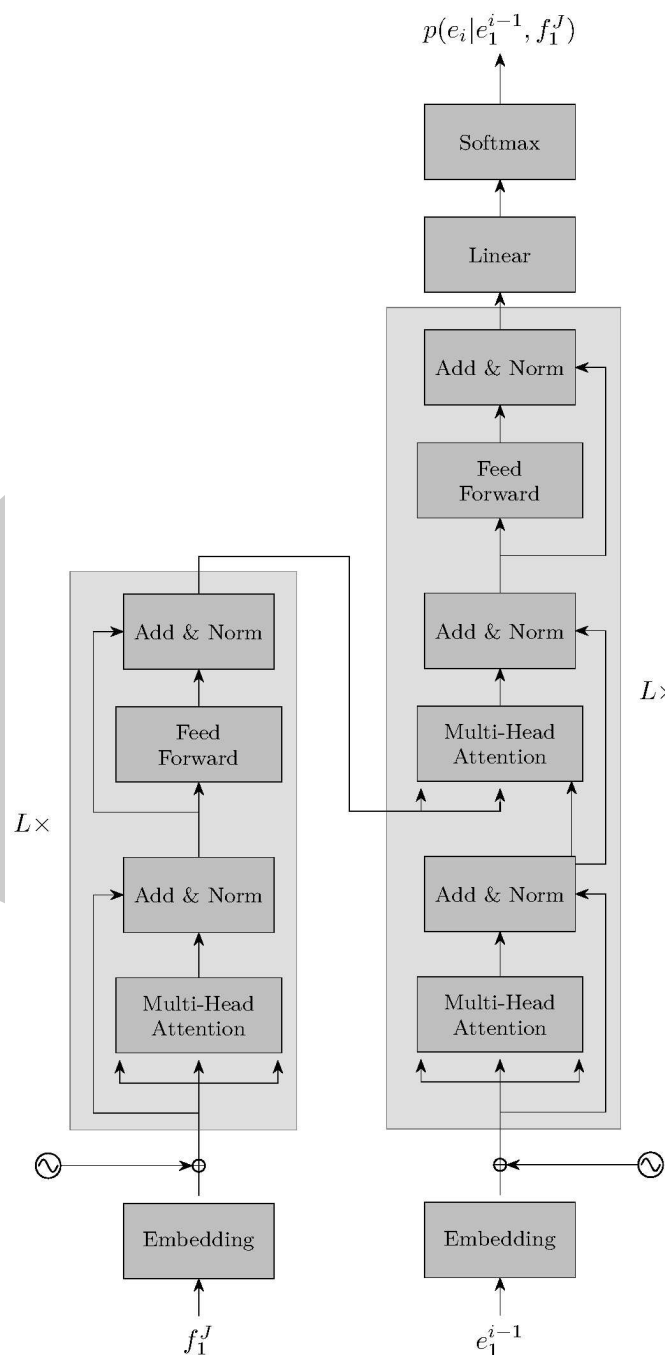 p(e_i|e_1^{i-1}, f_1^J)
Softmax
Linear
Add & Norm
Feed
Forward
Add & Norm
Multi-Head
Attention
Add & Norm
Multi-Head
Attention
L×
Embedding
e_1^{i-1}
Add & Norm
Feed
Forward
L×
Add & Norm
Multi-Head
Attention
Embedding
f_1^J